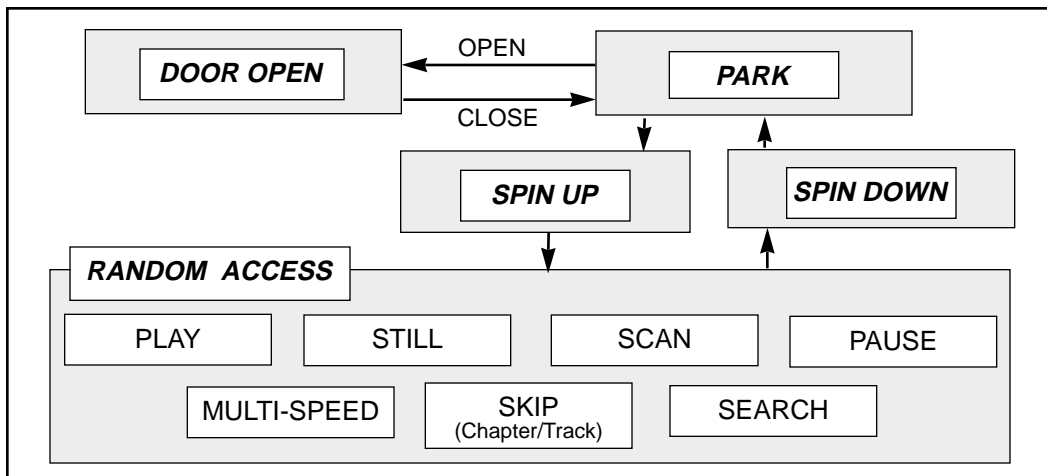 OPEN
DOOR OPEN
PARK
CLOSE
SPIN UP
SPIN DOWN
RANDOM ACCESS
PLAY
STILL
SCAN
PAUSE
MULTI-SPEED
SKIP
(Chapter/Track)
SEARCH